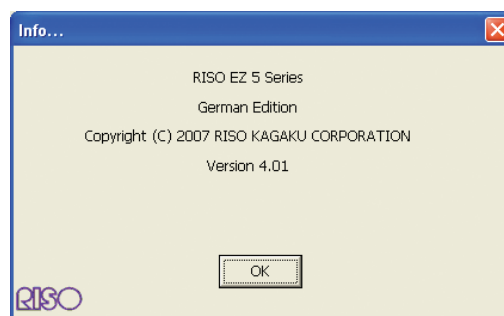 Info...
RISO EZ 5 Series
German Edition
Copyright (C) 2007 RISO KAGAKU CORPORATION
Version 4.01
OK
RISO